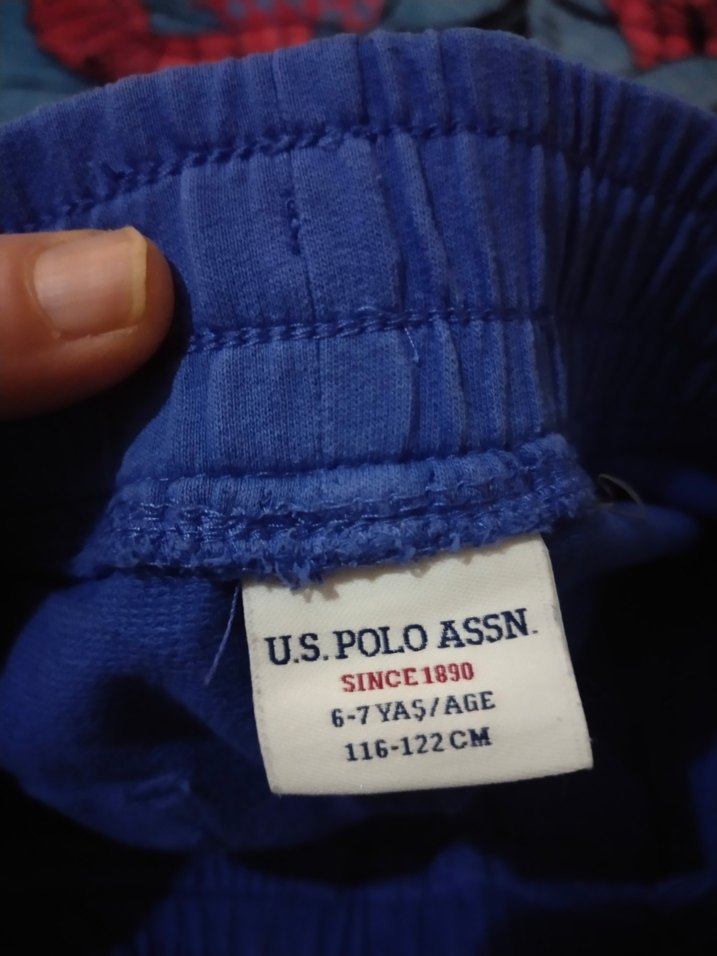 U.S. POLO ASSN.
SINCE 1890
6-7 YAŞ/AGE
116-122 CM